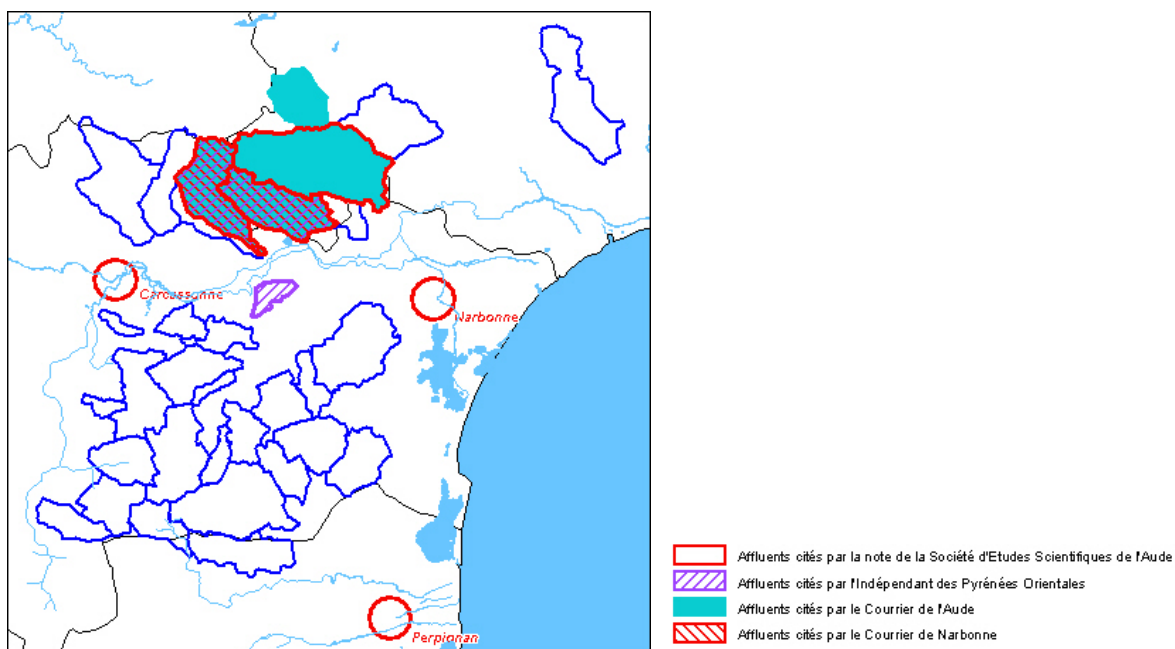 Carcassonne
Narbonne
Perpignan
Affluents cités par la note de la Société d'Etudes Scientifiques de l'Aude
Affluents cités par l'Indépendant des Pyrénées Orientales
Affluents cités par le Courrier de l'Aude
Affluents cités par le Courrier de Narbonne